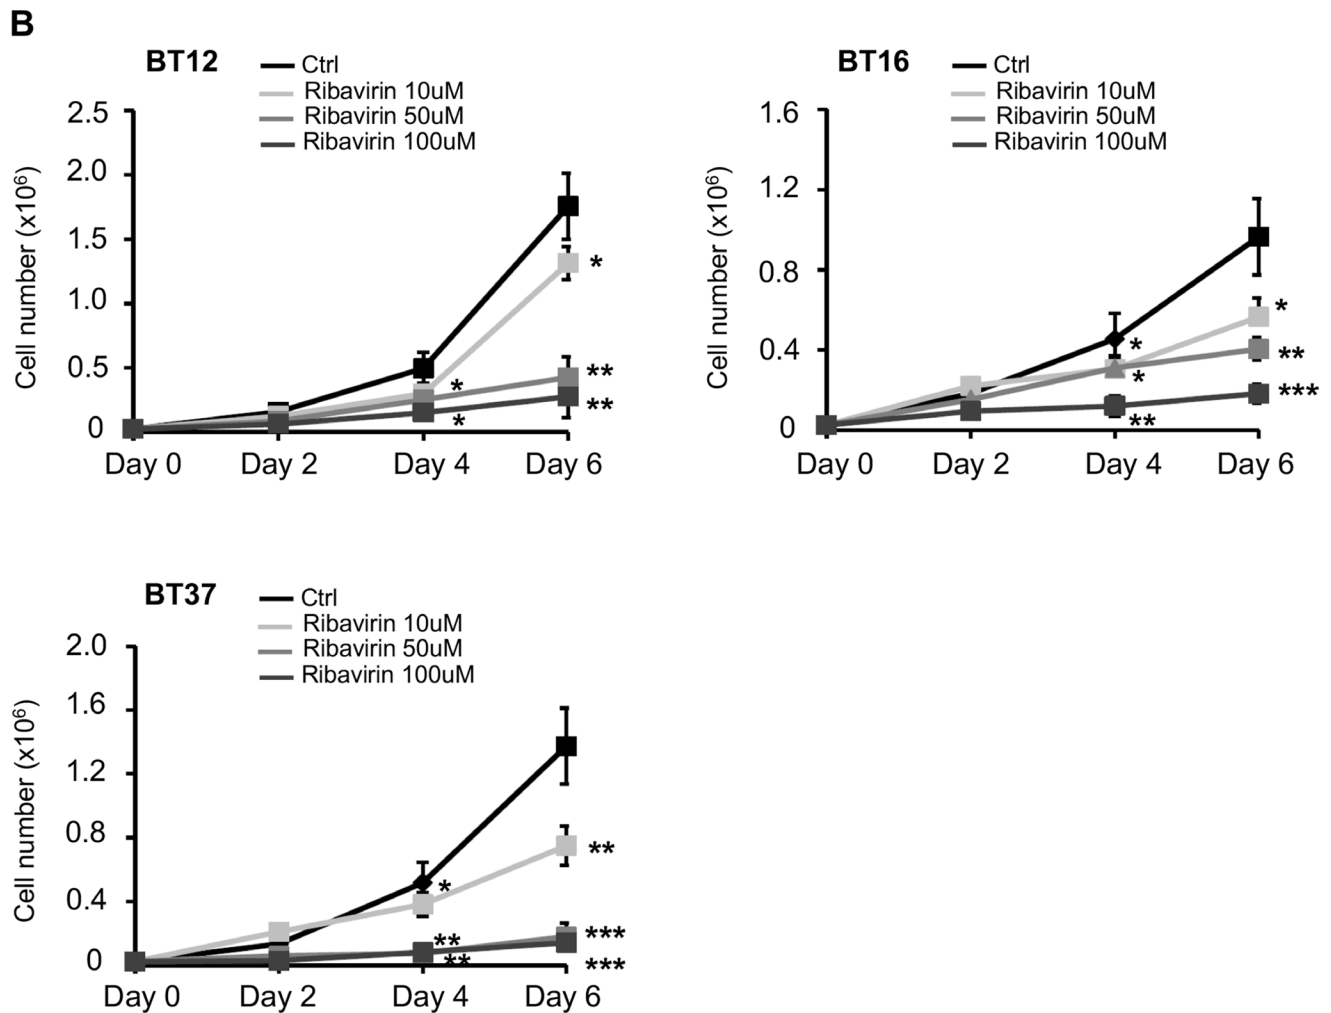 B
BT12
Ctrl
Ribavirin 10uM
Ribavirin 50uM
Ribavirin 100uM
2.5
2.0
1.5
1.0
0.5
0
Cell number (x10⁶)
*
**
**
*
*
Day 0 Day 2 Day 4 Day 6
BT16
Ctrl
Ribavirin 10uM
Ribavirin 50uM
Ribavirin 100uM
1.6
1.2
0.8
0.4
0
Cell number (x10⁶)
*
*
**
*
***
**
Day 0 Day 2 Day 4 Day 6
BT37
Ctrl
Ribavirin 10uM
Ribavirin 50uM
Ribavirin 100uM
2.0
1.6
1.2
0.8
0.4
0
Cell number (x10⁶)
**
*
***
**
**
***
Day 0 Day 2 Day 4 Day 6